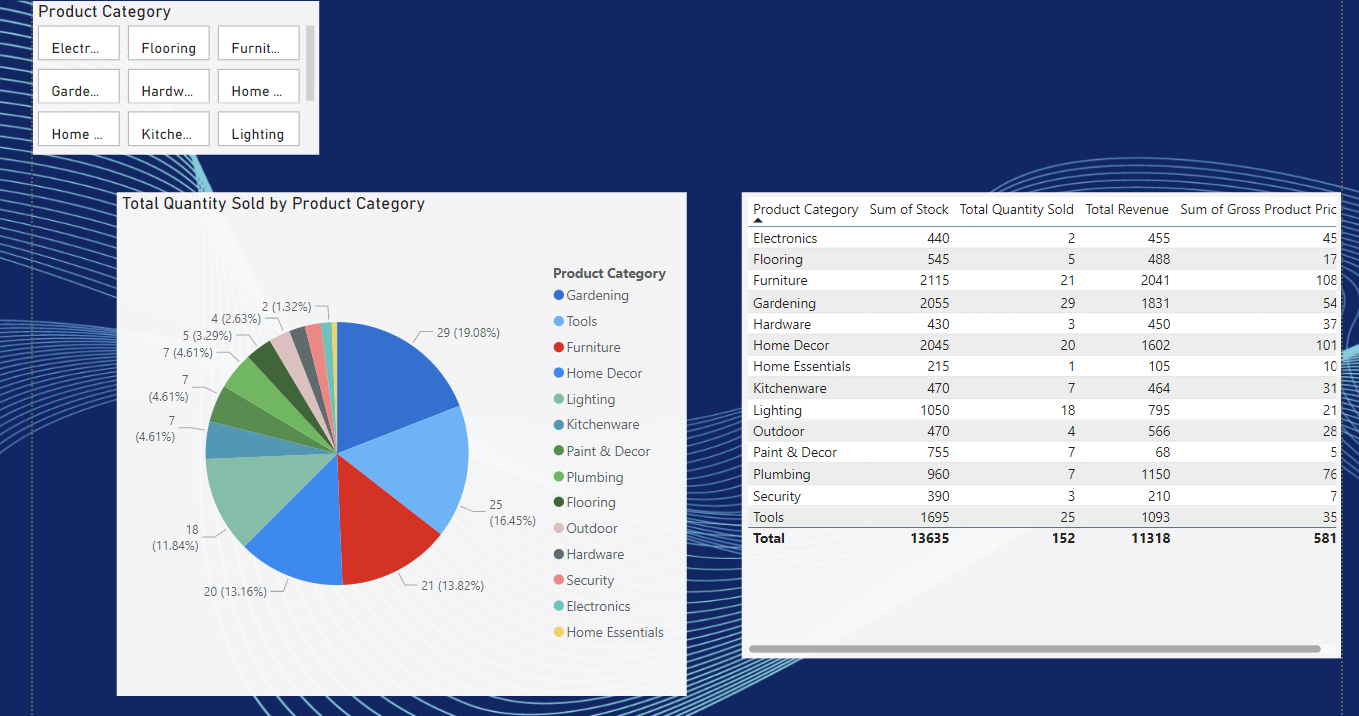 Product Category
Electr... Flooring Furnit...
Garde... Hardw... Home ...
Home ... Kitche... Lighting
Total Quantity Sold by Product Category
2 (1.32%)
4 (2.63%)
5 (3.29%)
7 (4.61%)
7
(4.61%)
7
(4.61%)
18
(11.84%)
20 (13.16%)
21 (13.82%)
25
(16.45%)
29 (19.08%)
Product Category
Gardening
Tools
Furniture
Home Decor
Lighting
Kitchenware
Paint & Decor
Plumbing
Flooring
Outdoor
Hardware
Security
Electronics
Home Essentials
Product Category Sum of Stock Total Quantity Sold Total Revenue Sum of Gross Product Pric
Electronics 440 2 455 45
Flooring 545 5 488 17
Furniture 2115 21 2041 108
Gardening 2055 29 1831 54
Hardware 430 3 450 37
Home Decor 2045 20 1602 101
Home Essentials 215 1 105 10
Kitchenware 470 7 464 31
Lighting 1050 18 795 21
Outdoor 470 4 566 28
Paint & Decor 755 7 68 5
Plumbing 960 7 1150 76
Security 390 3 210 7
Tools 1695 25 1093 35
Total 13635 152 11318 581